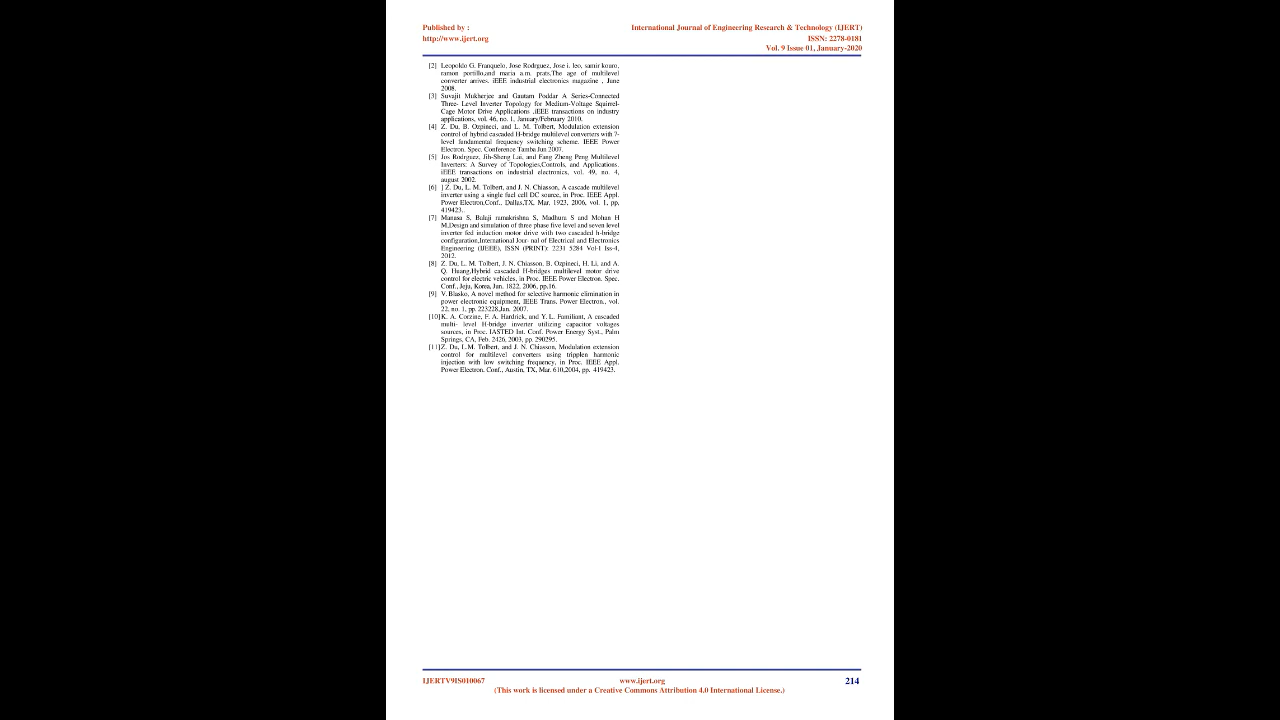 Published by :
http://www.ijert.org
International Journal of Engineering Research & Technology (IJERT)
ISSN: 2278-0181
Vol. 9 Issue 01, January-2020
[2] Leopoldo G. Franquelo, Jose Rodrguez, Jose i. leo, samir kouro,
ramon portillo,and maria a.m. prats,The age of multilevel
converter arrives. iEEE industrial electronics magazine , June
2008.
[3] Suvajit Mukherjee and Gautam Poddar A Series-Connected
Three- Level Inverter Topology for Medium-Voltage Squirrel-
Cage Motor Drive Applications ,iEEE transactions on industry
applications, vol. 46, no. 1, January/February 2010.
[4] Z. Du, B. Ozpineci, and L. M. Tolbert, Modulation extension
control of hybrid cascaded H-bridge multilevel converters with 7-
level fundamental frequency switching scheme. IEEE Power
Electron. Spec. Conference Tamba Jun 2007.
[5] Jos Rodrguez, Jih-Sheng Lai, and Fang Zheng Peng Multilevel
Inverters: A Survey of Topologies,Controls, and Applications.
iEEE transactions on industrial electronics, vol. 49, no. 4,
august 2002.
[6] ] Z. Du, L. M. Tolbert, and J. N. Chiasson, A cascade multilevel
inverter using a single fuel cell DC source, in Proc. IEEE Appl.
Power Electron.Conf., Dallas,TX, Mar. 1923, 2006, vol. 1, pp.
419423..
[7] Manasa S, Balaji ramakrishna S, Madhura S and Mohan H
M,Design and simulation of three phase five level and seven level
inverter fed induction motor drive with two cascaded h-bridge
configuration,International Jour- nal of Electrical and Electronics
Engineering (IJEEE), ISSN (PRINT): 2231 5284 Vol-1 Iss-4,
2012.
[8] Z. Du, L. M. Tolbert, J. N. Chiasson, B. Ozpineci, H. Li, and A.
Q. Huang,Hybrid cascaded H-bridges multilevel motor drive
control for electric vehicles, in Proc. IEEE Power Electron. Spec.
Conf., Jeju, Korea, Jun. 1822, 2006, pp.16.
[9] V. Blasko, A novel method for selective harmonic elimination in
power electronic equipment, IEEE Trans. Power Electron., vol.
22, no. 1, pp. 223228,Jan. 2007.
[10]K. A. Corzine, F. A. Hardrick, and Y. L. Familiant, A cascaded
multi- level H-bridge inverter utilizing capacitor voltages
sources, in Proc. IASTED Int. Conf. Power Energy Syst., Palm
Springs, CA, Feb. 2426, 2003, pp. 290295.
[11]Z. Du, L.M. Tolbert, and J. N. Chiasson, Modulation extension
control for multilevel converters using tripplen harmonic
injection with low switching frequency, in Proc. IEEE Appl.
Power Electron. Conf., Austin, TX, Mar. 610,2004, pp. 419423.
IJERTV9IS010067
www.ijert.org
214
(This work is licensed under a Creative Commons Attribution 4.0 International License.)